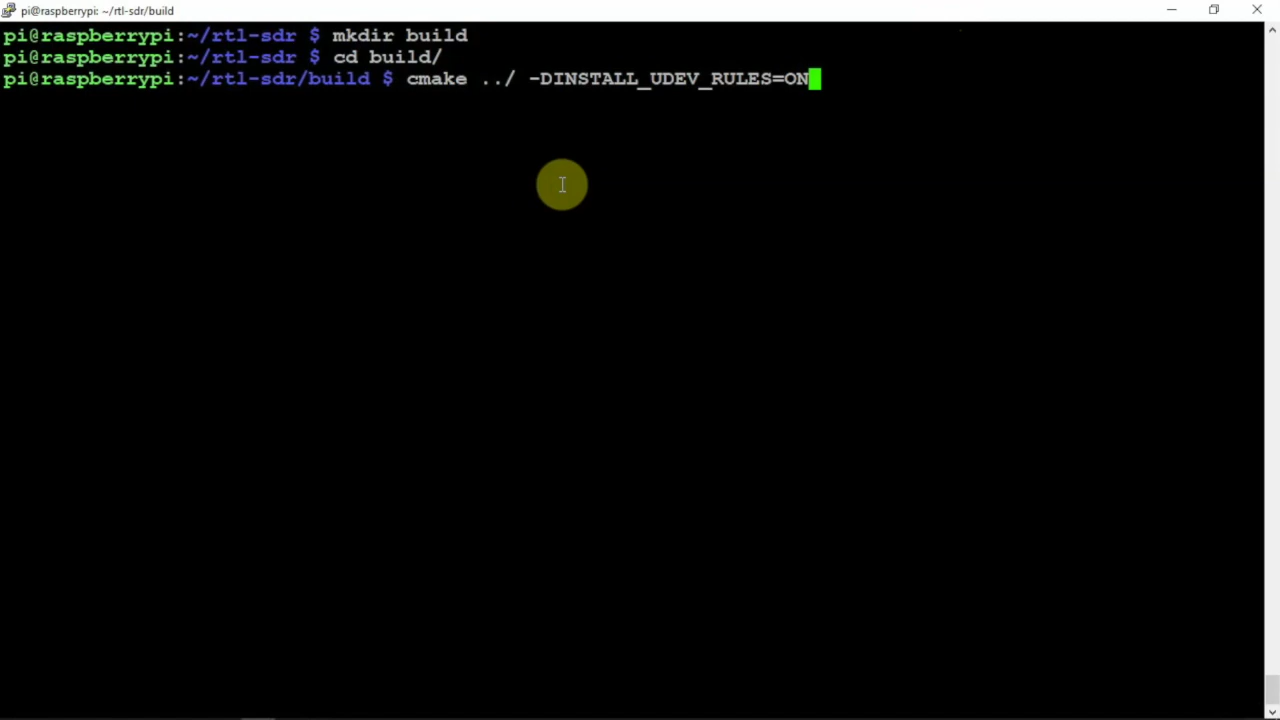 pi@raspberrypi: ~/rtl-sdr/build
pi@raspberrypi:~/rtl-sdr $ mkdir build
pi@raspberrypi:~/rtl-sdr $ cd build/
pi@raspberrypi:~/rtl-sdr/build $ cmake ../ -DINSTALL_UDEV_RULES=ON